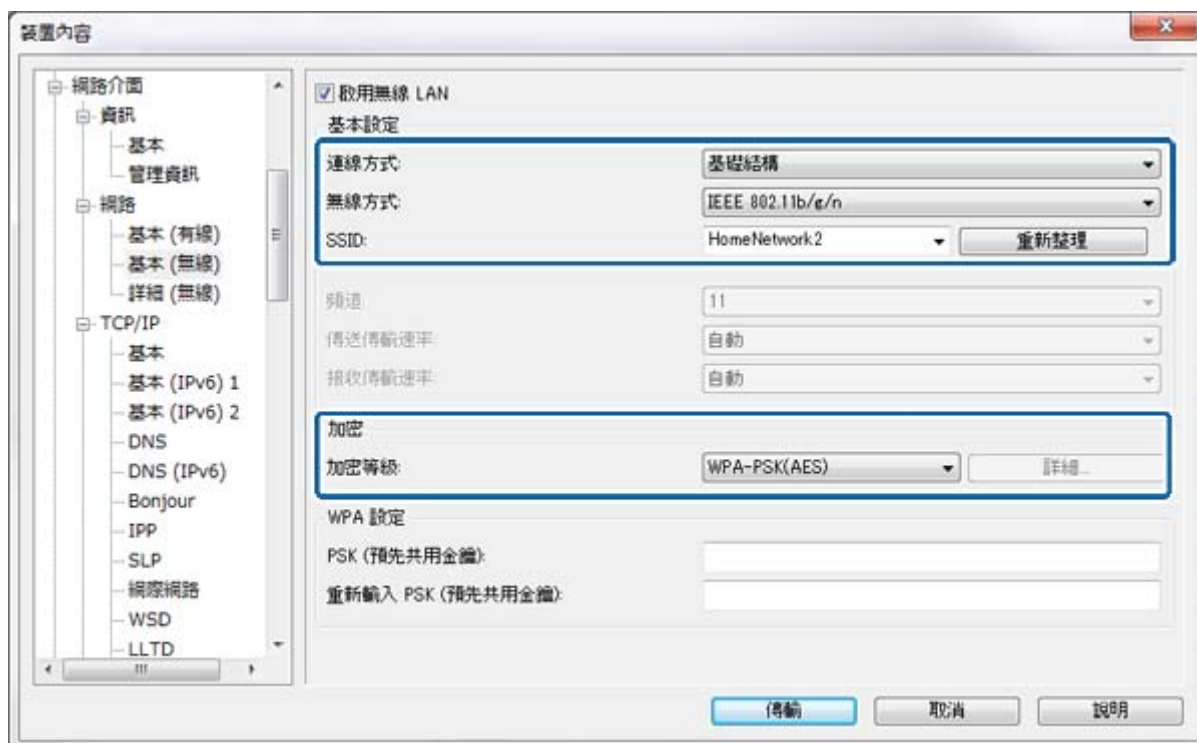 裝置內容
網路介面
資訊
基本
管理資訊
網路
基本 (有線)
基本 (無線)
詳細 (無線)
TCP/IP
基本
基本 (IPv6) 1
基本 (IPv6) 2
DNS
DNS (IPv6)
Bonjour
IPP
SLP
網際網路
WSD
LLTD
啟用無線 LAN
基本設定
連線方式: 基礎結構
無線方式: IEEE 802.11b/g/n
SSID: HomeNetwork2 重新整理
頻道 11
傳送傳輸速率: 自動
接收傳輸速率: 自動
加密
加密等級: WPA-PSK(AES) 詳細...
WPA 設定
PSK (預先共用金鑰):
重新輸入 PSK (預先共用金鑰):
傳輸 取消 說明